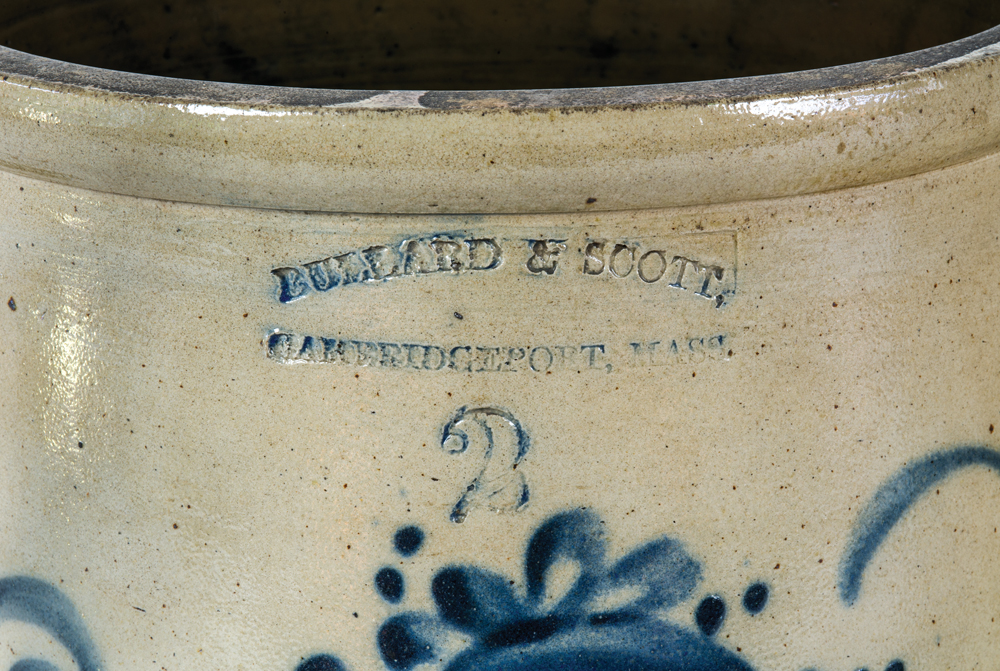 BULLARD & SCOTT,
CAMBRIDGEPORT, MASS.
2